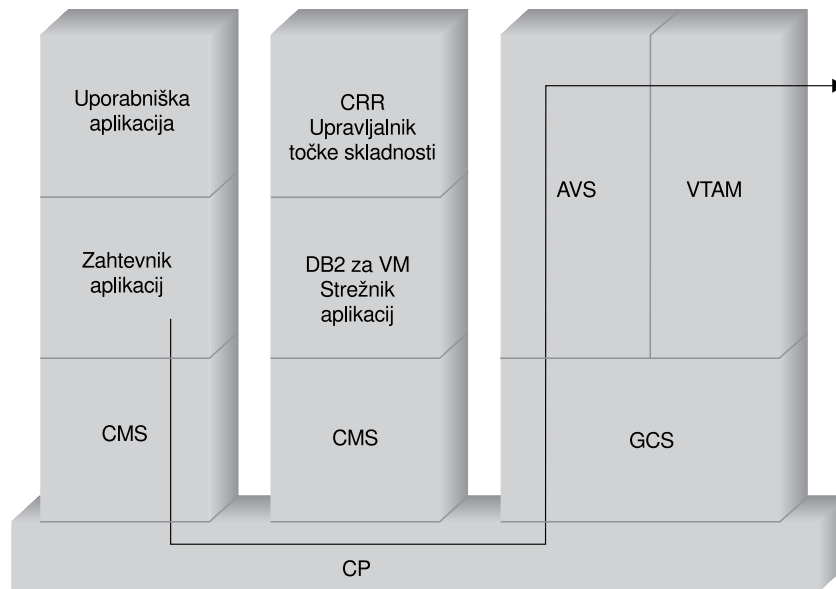 Uporabniška
aplikacija
CRR
Upravljalnik
točke skladnosti
AVS
VTAM
Zahtevnik
aplikacij
DB2 za VM
Strežnik
aplikacij
CMS
CMS
GCS
CP